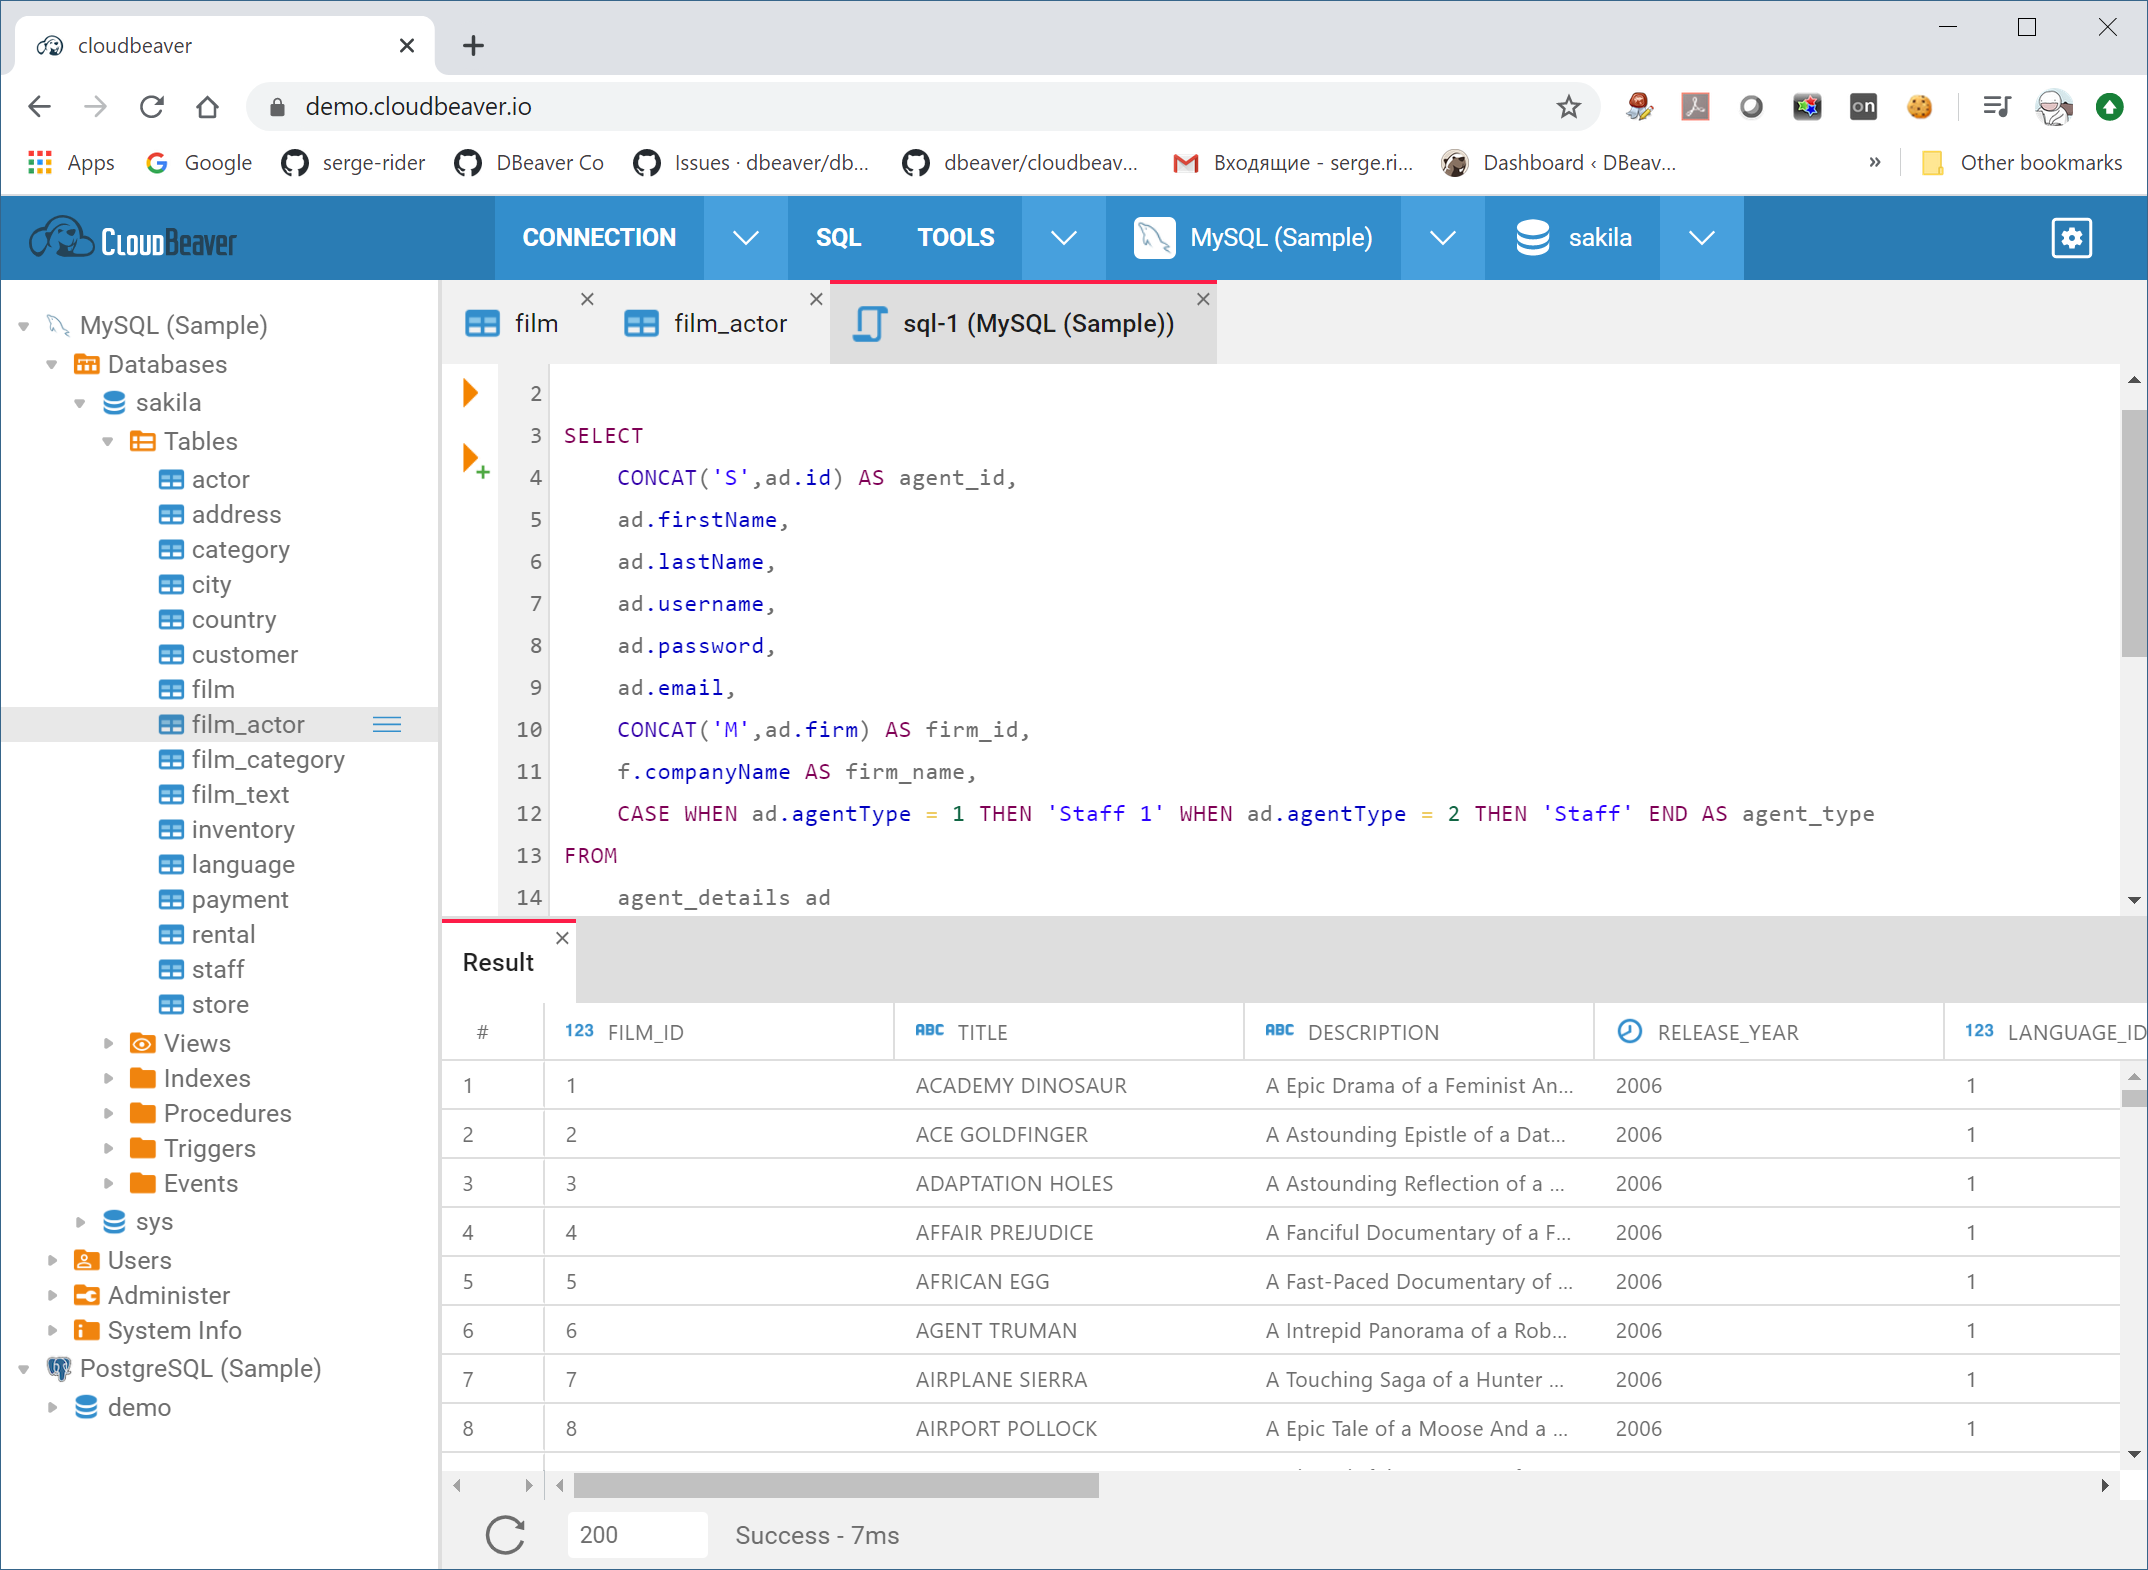 cloudbeaver
demo.cloudbeaver.io
on
Apps
Google
serge-rider
DBeaver Co
Issues · dbeaver/db...
dbeaver/cloudbeav...
Входящие - serge.ri...
Dashboard ‹ DBeav...
»
Other bookmarks
CLOUDBEAVER
CONNECTION
SQL
TOOLS
MySQL (Sample)
sakila
MySQL (Sample)
Databases
sakila
Tables
actor
address
category
city
country
customer
film
film_actor
film_category
film_text
inventory
language
payment
rental
staff
store
Views
Indexes
Procedures
Triggers
Events
sys
Users
Administer
System Info
PostgreSQL (Sample)
demo
film
film_actor
sql-1 (MySQL (Sample))
2
3 SELECT
4 CONCAT('S',ad.id) AS agent_id,
5 ad.firstName,
6 ad.lastName,
7 ad.username,
8 ad.password,
9 ad.email,
10 CONCAT('M',ad.firm) AS firm_id,
11 f.companyName AS firm_name,
12 CASE WHEN ad.agentType = 1 THEN 'Staff 1' WHEN ad.agentType = 2 THEN 'Staff' END AS agent_type
13 FROM
14 agent_details ad
Result
# 123 FILM_ID ABC TITLE ABC DESCRIPTION RELEASE_YEAR 123 LANGUAGE_ID
1 1 ACADEMY DINOSAUR A Epic Drama of a Feminist An... 2006 1
2 2 ACE GOLDFINGER A Astounding Epistle of a Dat... 2006 1
3 3 ADAPTATION HOLES A Astounding Reflection of a ... 2006 1
4 4 AFFAIR PREJUDICE A Fanciful Documentary of a F... 2006 1
5 5 AFRICAN EGG A Fast-Paced Documentary of ... 2006 1
6 6 AGENT TRUMAN A Intrepid Panorama of a Rob... 2006 1
7 7 AIRPLANE SIERRA A Touching Saga of a Hunter ... 2006 1
8 8 AIRPORT POLLOCK A Epic Tale of a Moose And a ... 2006 1
200
Success - 7ms